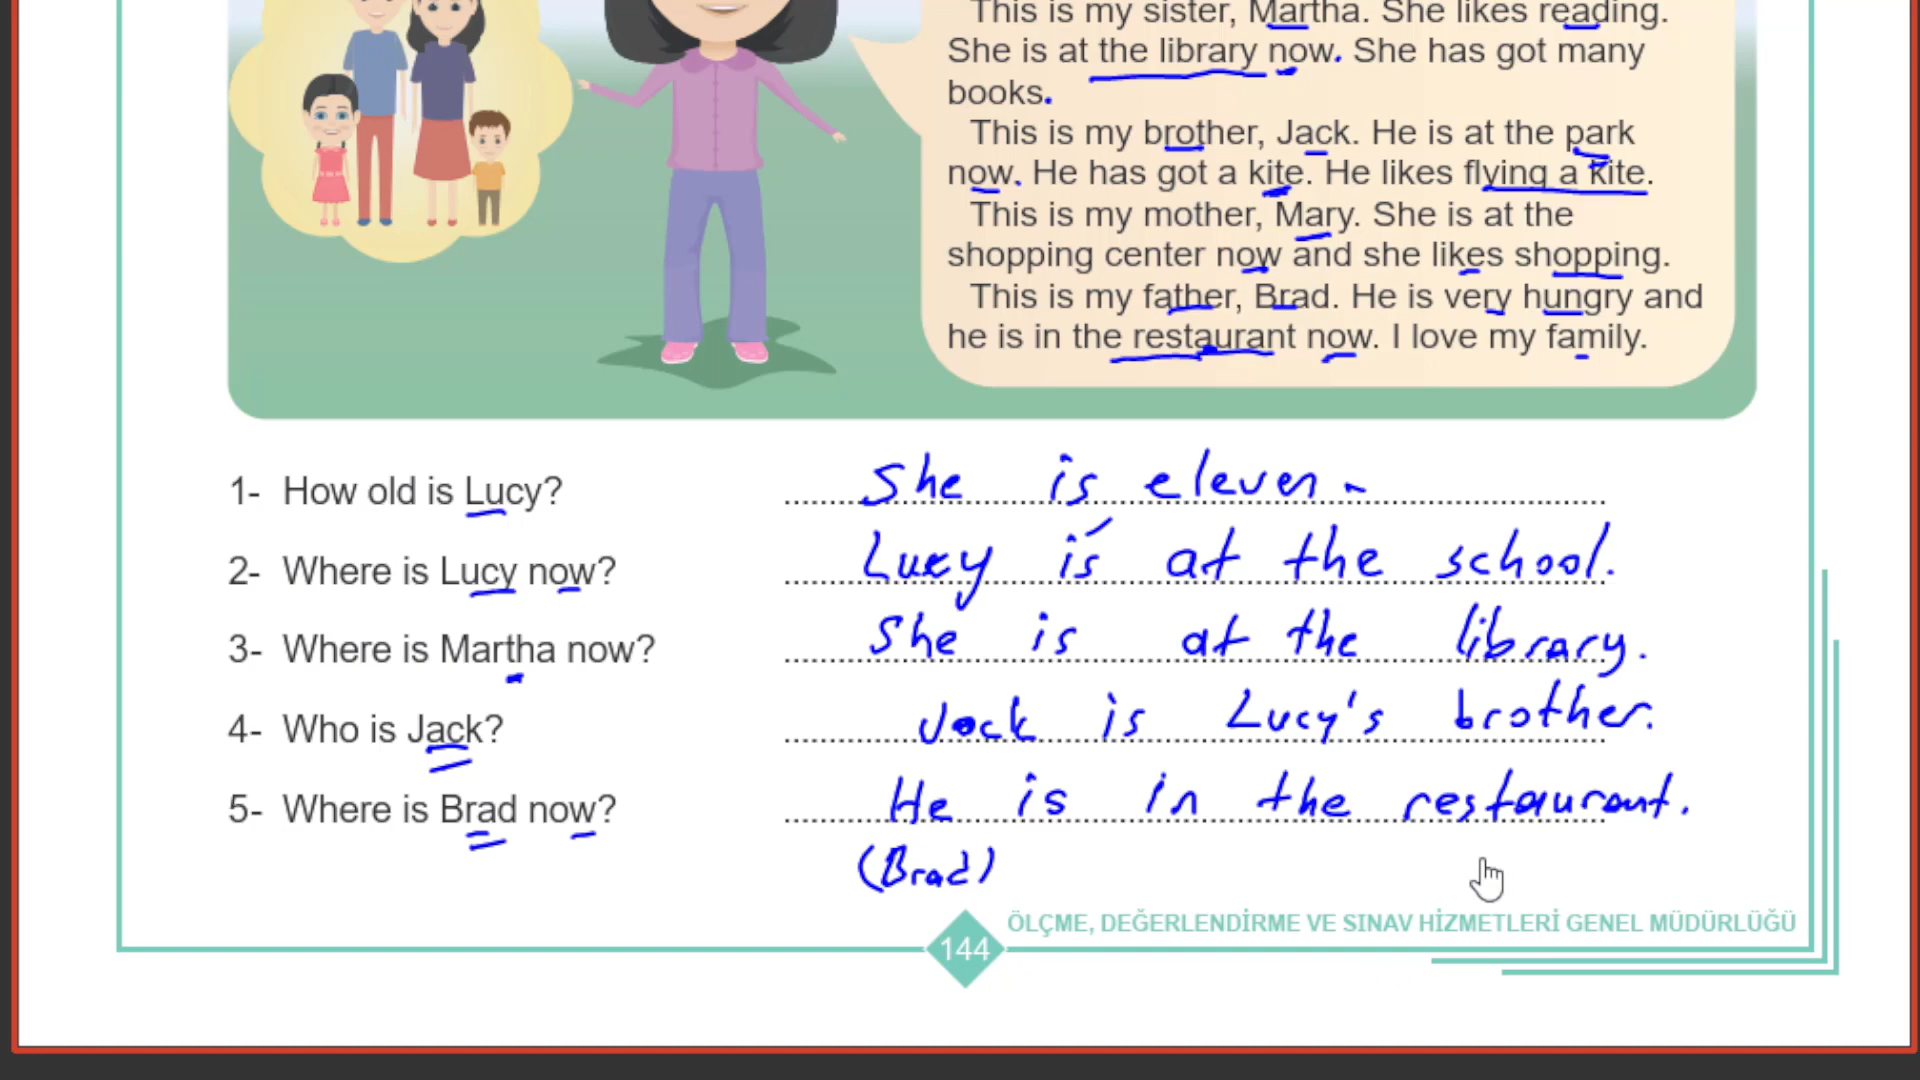 This is my sister, Martha. She likes reading.
She is at the library now. She has got many
books.
This is my brother, Jack. He is at the park
now. He has got a kite. He likes flying a kite.
This is my mother, Mary. She is at the
shopping center now and she likes shopping.
This is my father, Brad. He is very hungry and
he is in the restaurant now. I love my family.
1- How old is Lucy? She is eleven.
2- Where is Lucy now? Lucy is at the school.
3- Where is Martha now? She is at the library.
4- Who is Jack? Jack is Lucy's brother.
5- Where is Brad now? He is in the restaurant.
(Brad)
ÖLÇME, DEĞERLENDİRME VE SINAV HİZMETLERİ GENEL MÜDÜRLÜĞÜ
144